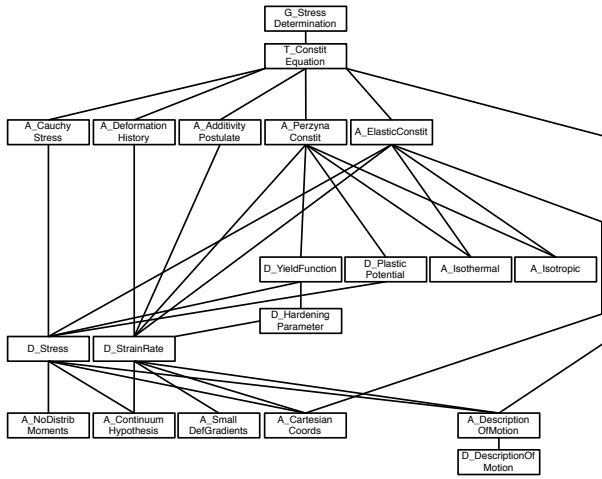 G_Stress
Determination
T_Constit
Equation
A_Cauchy
Stress
A_Deformation
History
A_Additivity
Postulate
A_Perzyna
Constit
A_ElasticConstit
D_YieldFunction
D_Plastic
Potential
A_Isothermal
A_Isotropic
D_Hardening
Parameter
D_Stress
D_StrainRate
A_NoDistrib
Moments
A_Continuum
Hypothesis
A_Small
DefGradients
A_Cartesian
Coords
A_Description
OfMotion
D_DescriptionOf
Motion